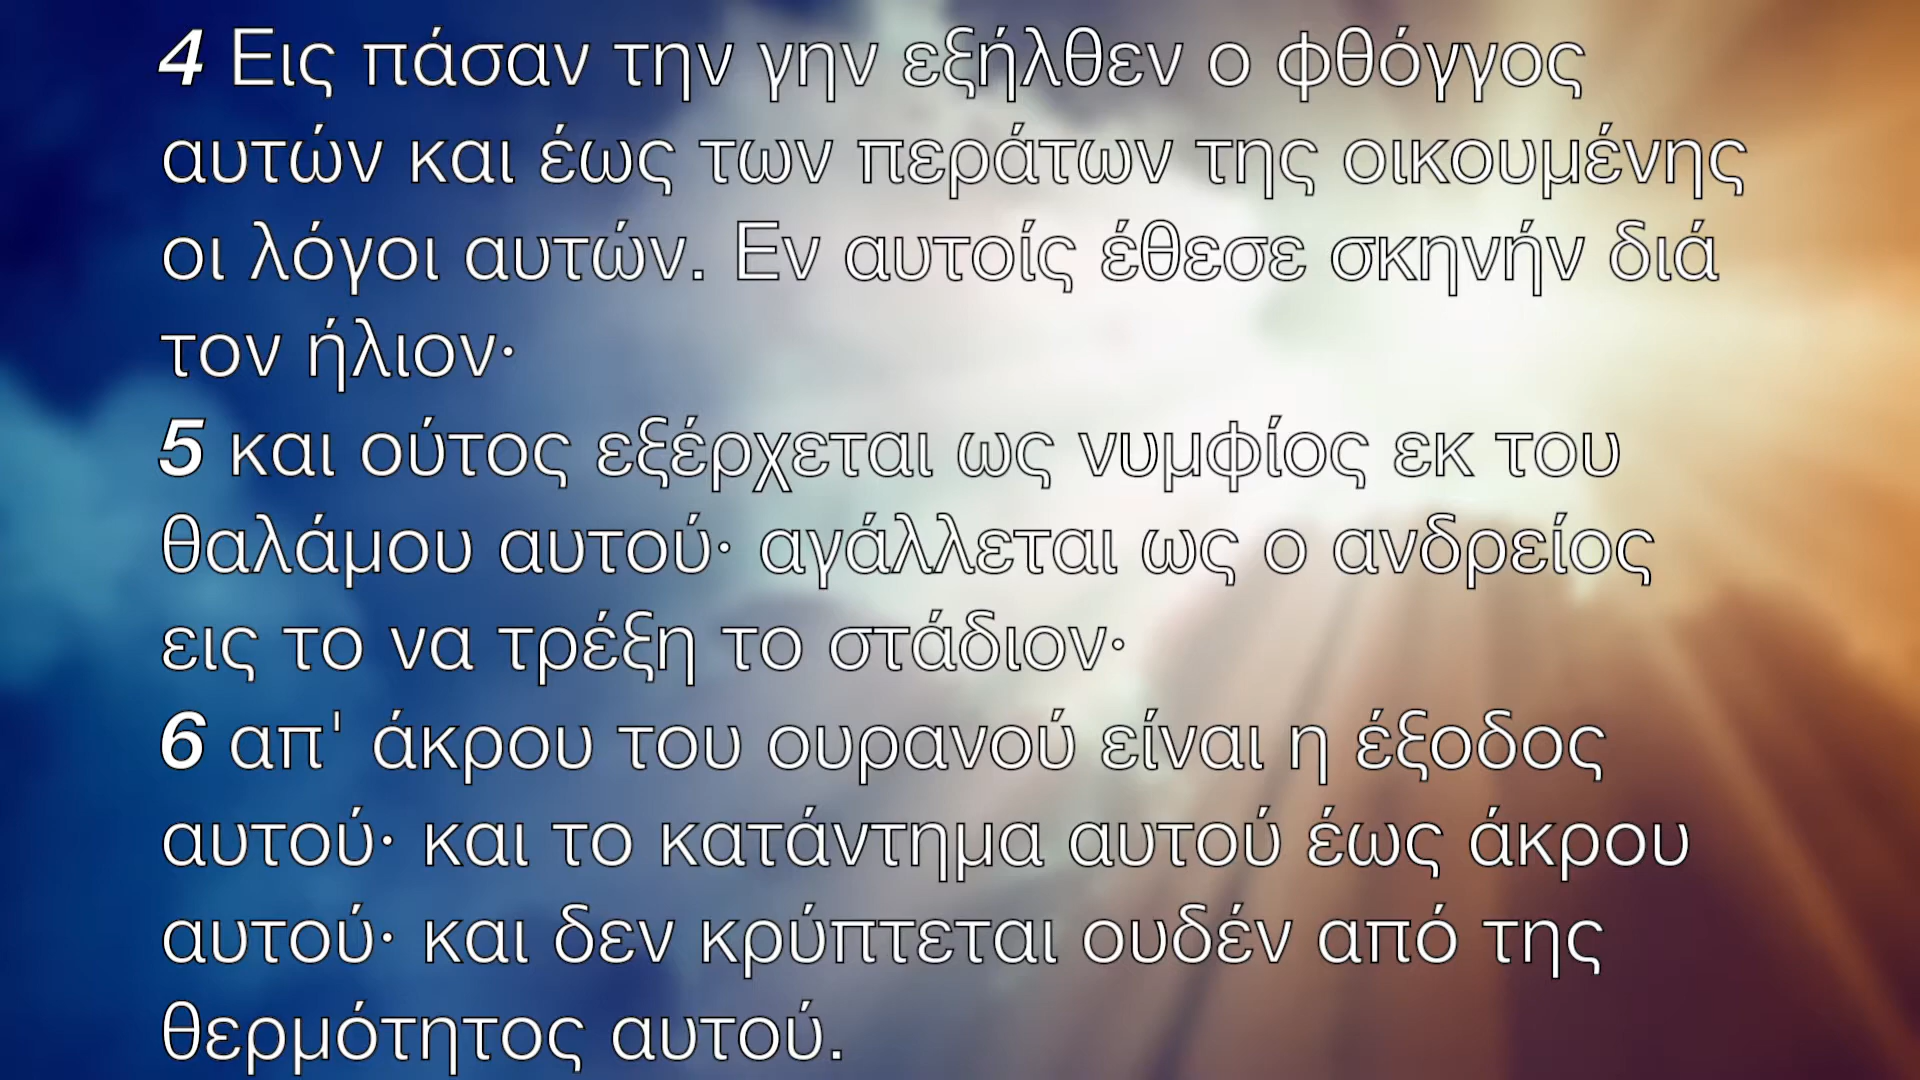 4 Εις πάσαν την γην εξήλθεν ο φθόγγος
αυτών και έως των περάτων της οικουμένης
οι λόγοι αυτών. Εν αυτοίς έθεσε σκηνήν διά
τον ήλιον·
5 και ούτος εξέρχεται ως νυμφίος εκ του
θαλάμου αυτού· αγάλλεται ως ο ανδρείος
εις το να τρέξη το στάδιον·
6 απ' άκρου του ουρανού είναι η έξοδος
αυτού· και το κατάντημα αυτού έως άκρου
αυτού· και δεν κρύπτεται ουδέν από της
θερμότητος αυτού.